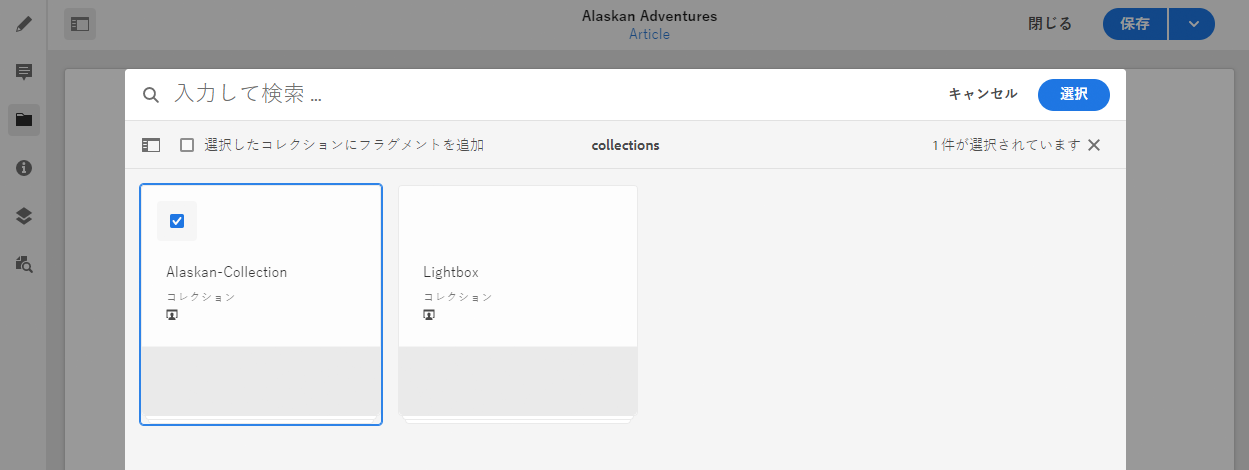 Alaskan Adventures
Article
閉じる
保存
入力して検索 ...
キャンセル
選択
選択したコレクションにフラグメントを追加
collections
1 件が選択されています
Alaskan-Collection
コレクション
Lightbox
コレクション